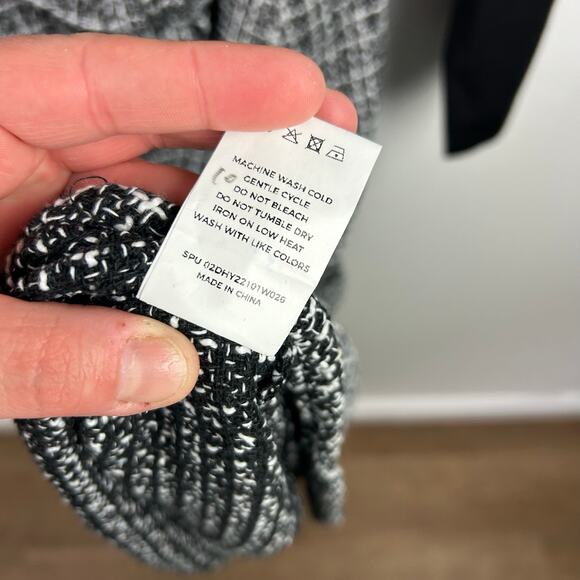 MACHINE WASH COLD
GENTLE CYCLE
DO NOT BLEACH
DO NOT TUMBLE DRY
IRON ON LOW HEAT
WASH WITH LIKE COLORS
SPU 02DHYZ2101W026
MADE IN CHINA